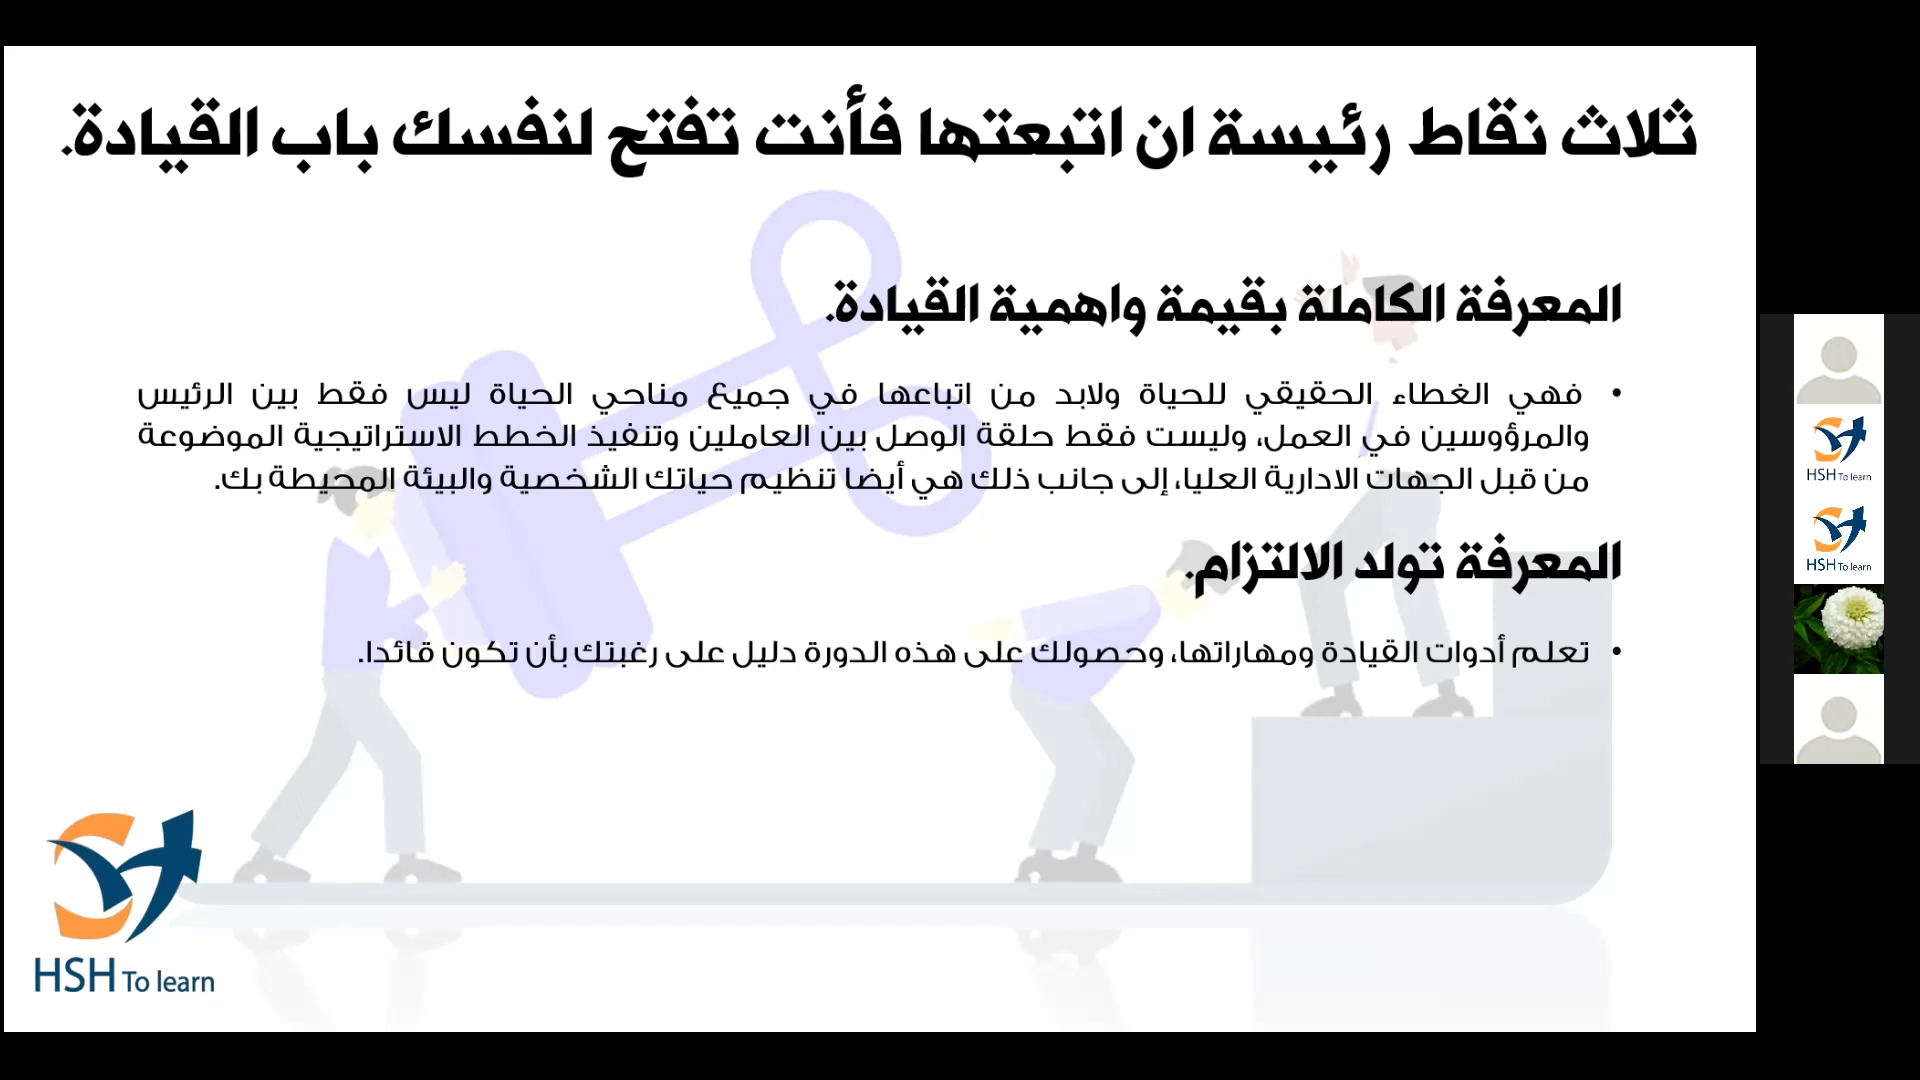 ثلاث نقاط رئيسة ان اتبعتها فأنت تفتح لنفسك باب القيادة.
المعرفة الكاملة بقيمة واهمية القيادة.
• فهي الغطاء الحقيقي للحياة ولابد من اتباعها في جميع مناحي الحياة ليس فقط بين الرئيس
والمرؤوسين في العمل، وليست فقط حلقة الوصل بين العاملين وتنفيذ الخطط الاستراتيجية الموضوعة
من قبل الجهات الادارية العليا، إلى جانب ذلك هي أيضا تنظيم حياتك الشخصية والبيئة المحيطة بك.
المعرفة تولد الالتزام.
• تعلم أدوات القيادة ومهاراتها، وحصولك على هذه الدورة دليل على رغبتك بأن تكون قائدا.
HSH To learn
HSH To learn
HSH To learn